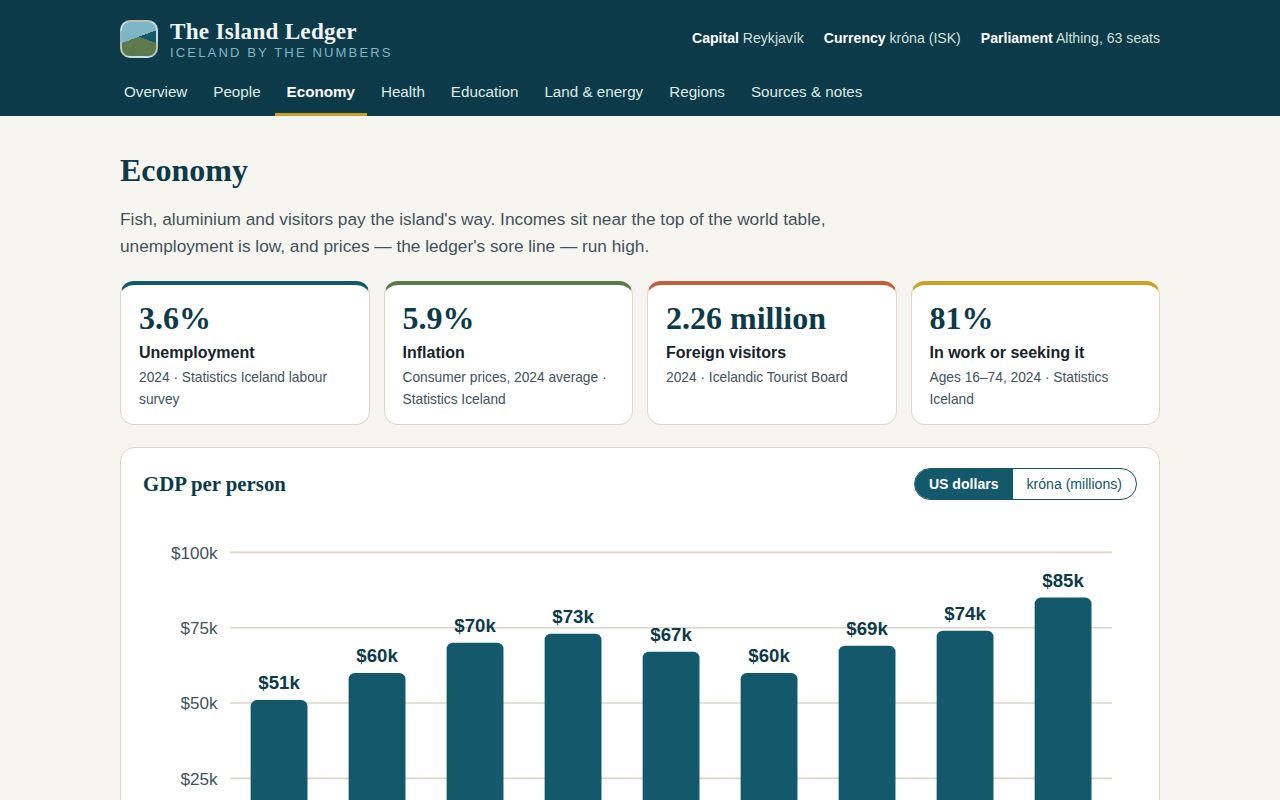 The Island Ledger
ICELAND BY THE NUMBERS
Capital Reykjavík Currency króna (ISK) Parliament Althing, 63 seats
Overview People Economy Health Education Land & energy Regions Sources & notes
Economy
Fish, aluminium and visitors pay the island's way. Incomes sit near the top of the world table,
unemployment is low, and prices — the ledger's sore line — run high.
3.6%
Unemployment
2024 · Statistics Iceland labour
survey
5.9%
Inflation
Consumer prices, 2024 average ·
Statistics Iceland
2.26 million
Foreign visitors
2024 · Icelandic Tourist Board
81%
In work or seeking it
Ages 16–74, 2024 · Statistics
Iceland
GDP per person
US dollars króna (millions)
$100k
$75k
$50k
$25k
$51k
$60k
$70k
$73k
$67k
$60k
$69k
$74k
$85k